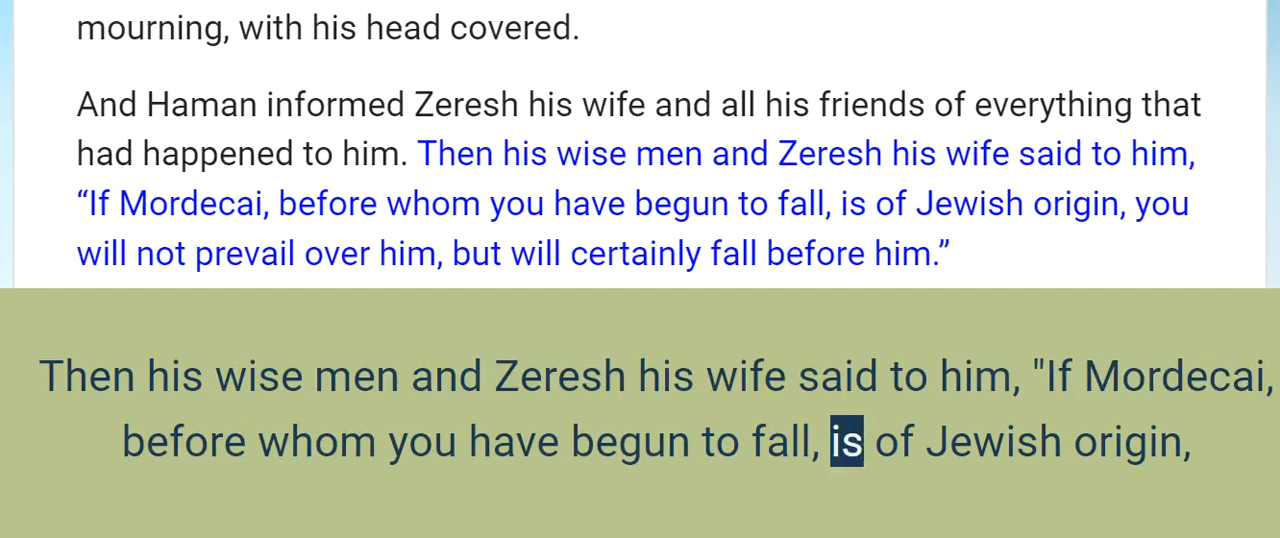 mourning, with his head covered.
And Haman informed Zeresh his wife and all his friends of everything that
had happened to him. Then his wise men and Zeresh his wife said to him,
“If Mordecai, before whom you have begun to fall, is of Jewish origin, you
will not prevail over him, but will certainly fall before him.”
Then his wise men and Zeresh his wife said to him, "If Mordecai,
before whom you have begun to fall, is of Jewish origin,